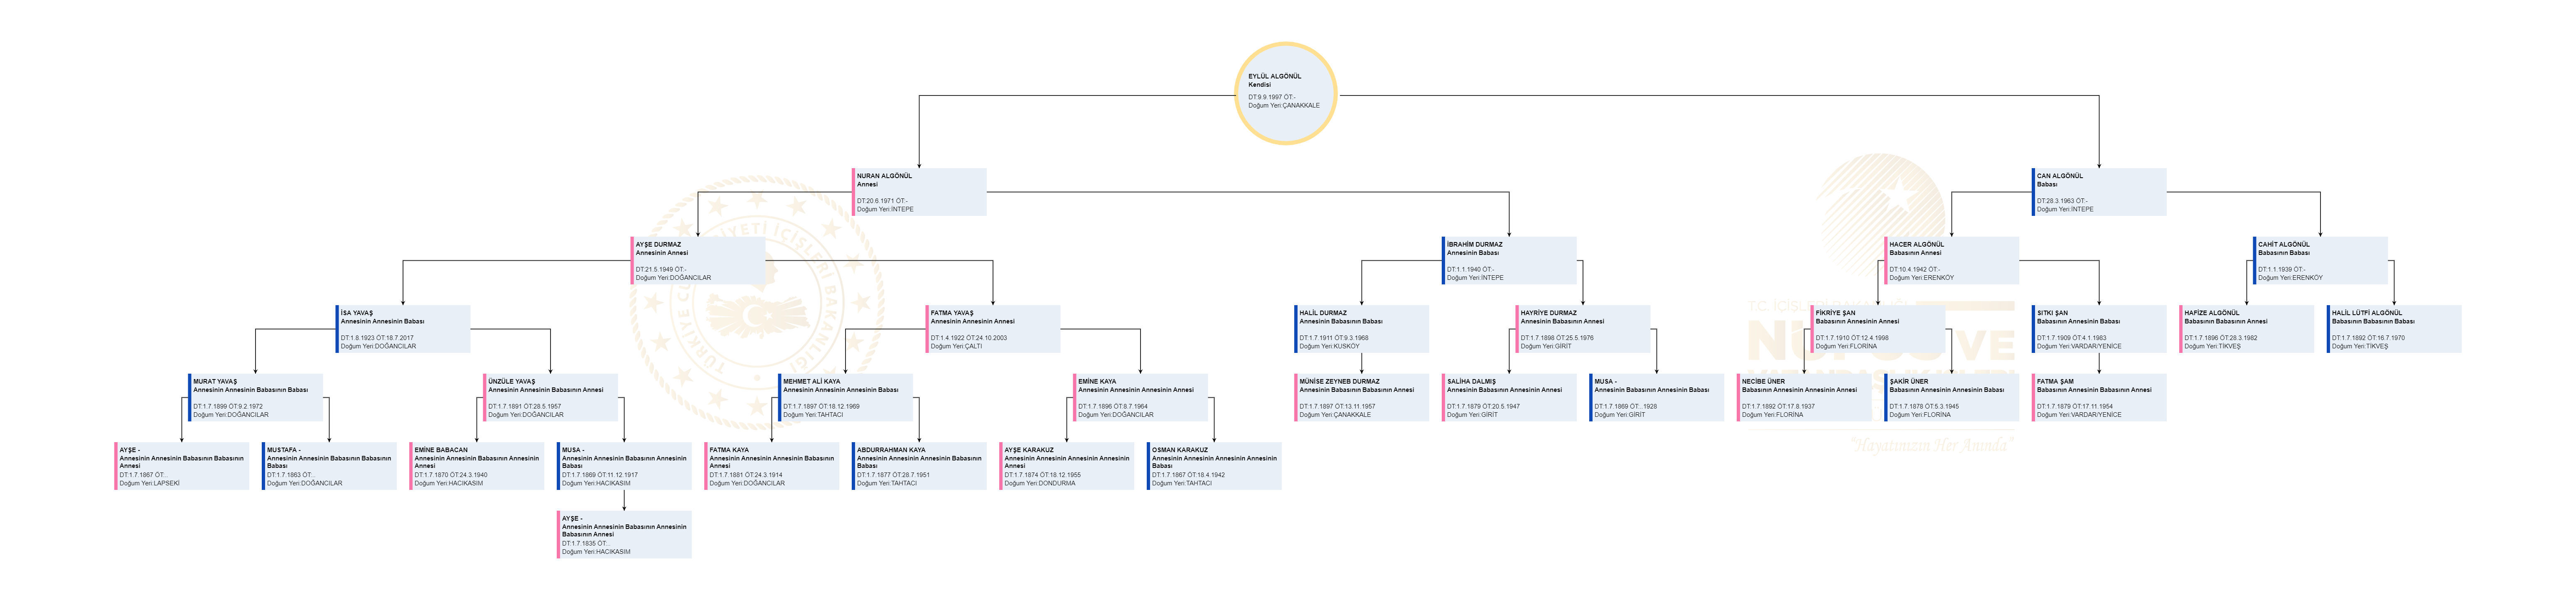 EYLÜL ALGÖNÜL
Kendisi
DT:9.9.1997 ÖT:-
Doğum Yeri:ÇANAKKALE
NURAN ALGÖNÜL
Annesi
DT:20.6.1971 ÖT:-
Doğum Yeri:İNTEPE
CAN ALGÖNÜL
Babası
DT:28.3.1963 ÖT:-
Doğum Yeri:İNTEPE
AYŞE DURMAZ
Annesinin Annesi
DT:21.5.1949 ÖT:-
Doğum Yeri:DOĞANCILAR
İBRAHİM DURMAZ
Annesinin Babası
DT:1.1.1940 ÖT:-
Doğum Yeri:İNTEPE
HACER ALGÖNÜL
Babasının Annesi
DT:10.4.1942 ÖT:-
Doğum Yeri:ERENKÖY
CAHİT ALGÖNÜL
Babasının Babası
DT:1.1.1939 ÖT:-
Doğum Yeri:ERENKÖY
İSA YAVAŞ
Annesinin Annesinin Babası
DT:1.8.1923 ÖT:18.7.2017
Doğum Yeri:DOĞANCILAR
FATMA YAVAŞ
Annesinin Annesinin Annesi
DT:1.4.1922 ÖT:24.10.2003
Doğum Yeri:ÇALTI
HALİL DURMAZ
Annesinin Babasının Babası
DT:1.7.1911 ÖT:9.3.1968
Doğum Yeri:KUSKÖY
HAYRİYE DURMAZ
Annesinin Babasının Annesi
DT:1.7.1898 ÖT:25.5.1976
Doğum Yeri:GİRİT
FİKRİYE ŞAN
Babasının Annesinin Annesi
DT:1.7.1910 ÖT:12.4.1998
Doğum Yeri:FLORİNA
SITKI ŞAN
Babasının Annesinin Babası
DT:1.7.1909 ÖT:4.1.1983
Doğum Yeri:VARDAR/YENİCE
HAFİZE ALGÖNÜL
Babasının Babasının Annesi
DT:1.7.1896 ÖT:28.3.1982
Doğum Yeri:TİKVEŞ
HALİL LÜTFİ ALGÖNÜL
Babasının Babasının Babası
DT:1.7.1892 ÖT:16.7.1970
Doğum Yeri:TİKVEŞ
MURAT YAVAŞ
Annesinin Annesinin Babasının Babası
DT:1.7.1899 ÖT:9.2.1972
Doğum Yeri:DOĞANCILAR
ÜNZÜLE YAVAŞ
Annesinin Annesinin Babasının Annesi
DT:1.7.1891 ÖT:28.5.1957
Doğum Yeri:DOĞANCILAR
MEHMET ALİ KAYA
Annesinin Annesinin Annesinin Babası
DT:1.7.1897 ÖT:18.12.1969
Doğum Yeri:TAHTACI
EMİNE KAYA
Annesinin Annesinin Annesinin Annesi
DT:1.7.1896 ÖT:8.7.1964
Doğum Yeri:DOĞANCILAR
MÜNİSE ZEYNEB DURMAZ
Annesinin Babasının Babasının Annesi
DT:1.7.1897 ÖT:13.11.1957
Doğum Yeri:ÇANAKKALE
SALİHA DALMIŞ
Annesinin Babasının Annesinin Annesi
DT:1.7.1879 ÖT:20.5.1947
Doğum Yeri:GİRİT
MUSA -
Annesinin Babasının Annesinin Babası
DT:1.7.1869 ÖT:...1928
Doğum Yeri:GİRİT
NECİBE ÜNER
Babasının Annesinin Annesinin Annesi
DT:1.7.1892 ÖT:17.8.1937
Doğum Yeri:FLORİNA
ŞAKİR ÜNER
Babasının Annesinin Annesinin Babası
DT:1.7.1878 ÖT:5.3.1945
Doğum Yeri:FLORİNA
FATMA ŞAM
Babasının Annesinin Babasının Annesi
DT:1.7.1879 ÖT:17.11.1954
Doğum Yeri:VARDAR/YENİCE
AYŞE -
Annesinin Annesinin Babasının Babasının
Annesi
DT:1.7.1867 ÖT:...
Doğum Yeri:LAPSEKİ
MUSTAFA -
Annesinin Annesinin Babasının Babasının
Babası
DT:1.7.1863 ÖT:...
Doğum Yeri:DOĞANCILAR
EMİNE BABACAN
Annesinin Annesinin Babasının Annesinin
Annesi
DT:1.7.1870 ÖT:24.3.1940
Doğum Yeri:HACIKASIM
MUSA -
Annesinin Annesinin Babasının Annesinin
Babası
DT:1.7.1869 ÖT:11.12.1917
Doğum Yeri:HACIKASIM
FATMA KAYA
Annesinin Annesinin Annesinin Babasının
Annesi
DT:1.7.1881 ÖT:24.3.1914
Doğum Yeri:DOĞANCILAR
ABDURRAHMAN KAYA
Annesinin Annesinin Annesinin Babasının
Babası
DT:1.7.1877 ÖT:28.7.1951
Doğum Yeri:TAHTACI
AYŞE KARAKUZ
Annesinin Annesinin Annesinin Annesinin
Annesi
DT:1.7.1874 ÖT:18.12.1955
Doğum Yeri:DONDURMA
OSMAN KARAKUZ
Annesinin Annesinin Annesinin Annesinin
Babası
DT:1.7.1867 ÖT:18.4.1942
Doğum Yeri:TAHTACI
"Hayatınızın Her Anında"
AYŞE -
Annesinin Annesinin Babasının Annesinin
Babasının Annesi
DT:1.7.1835 ÖT:...
Doğum Yeri:HACIKASIM